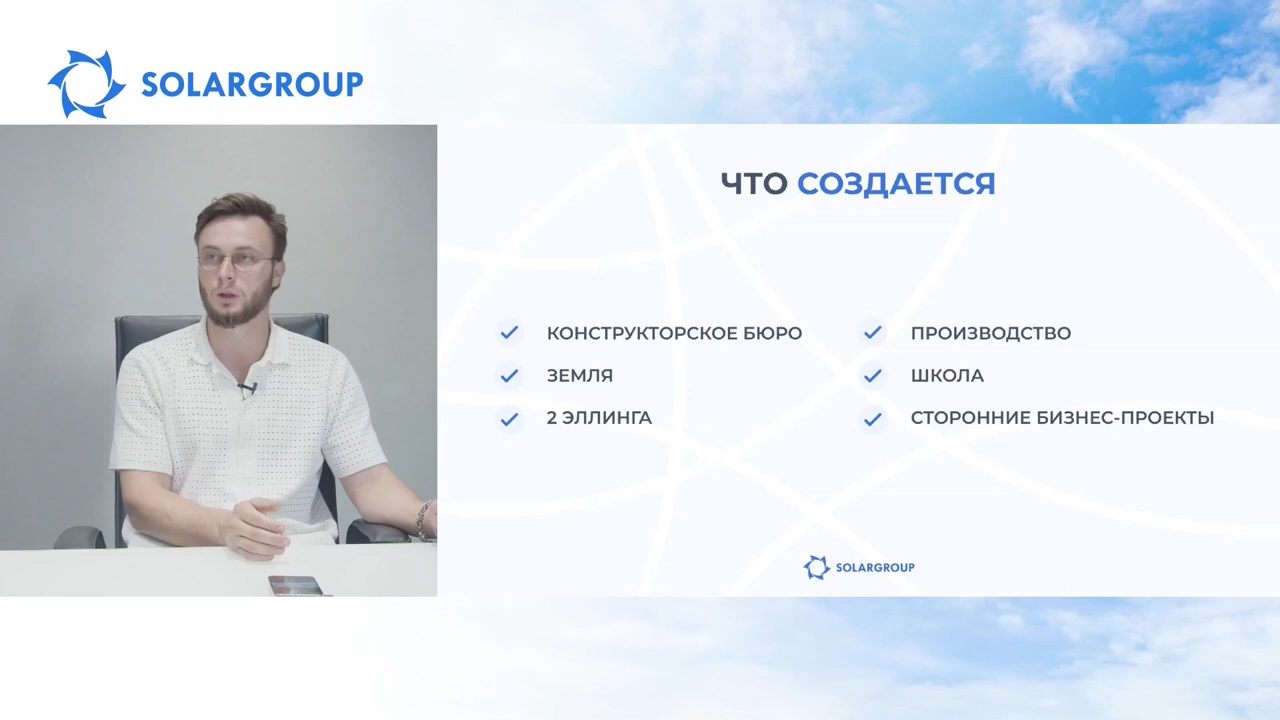 SOLARGROUP
ЧТО СОЗДАЕТСЯ
КОНСТРУКТОРСКОЕ БЮРО
ЗЕМЛЯ
2 ЭЛЛИНГА
ПРОИЗВОДСТВО
ШКОЛА
СТОРОННИЕ БИЗНЕС-ПРОЕКТЫ
SOLARGROUP